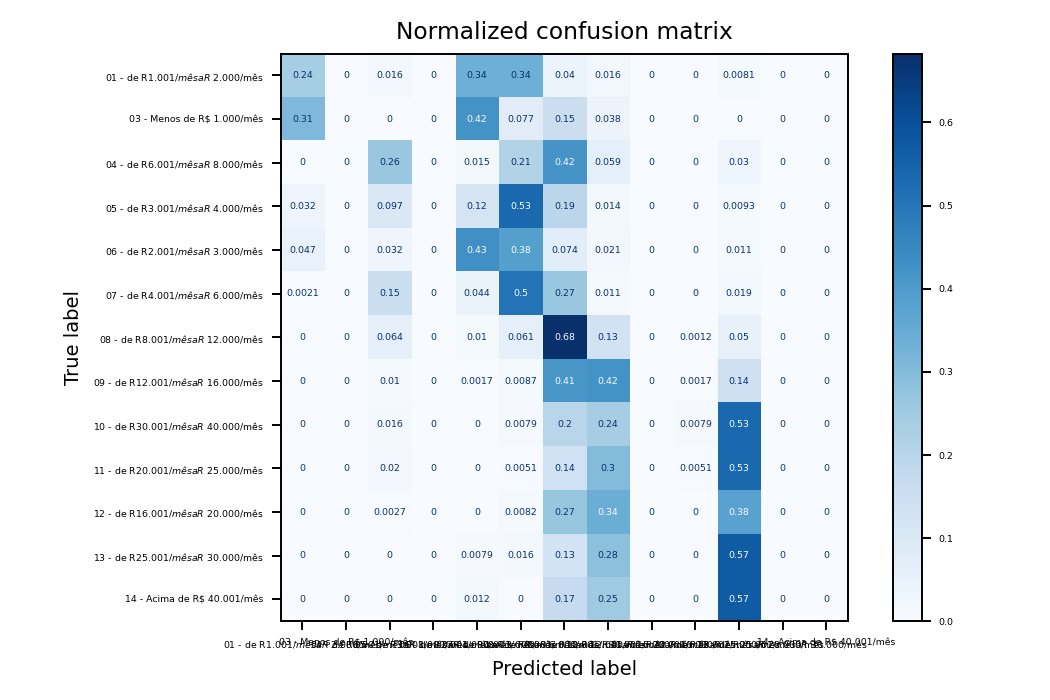 Normalized confusion matrix
01 - de R1.001/mêsaR 2.000/mês 0.24 0 0.016 0 0.34 0.34 0.04 0.016 0 0 0.0081 0 0
03 - Menos de R$ 1.000/mês 0.31 0 0 0 0.42 0.077 0.15 0.038 0 0 0 0 0
04 - de R6.001/mêsaR 8.000/mês 0 0 0.26 0 0.015 0.21 0.42 0.059 0 0 0.03 0 0
05 - de R3.001/mêsaR 4.000/mês 0.032 0 0.097 0 0.12 0.53 0.19 0.014 0 0 0.0093 0 0
06 - de R2.001/mêsaR 3.000/mês 0.047 0 0.032 0 0.43 0.38 0.074 0.021 0 0 0.011 0 0
07 - de R4.001/mêsaR 6.000/mês 0.0021 0 0.15 0 0.044 0.5 0.27 0.011 0 0 0.019 0 0
08 - de R8.001/mêsaR 12.000/mês 0 0 0.064 0 0.01 0.061 0.68 0.13 0 0.0012 0.05 0 0
09 - de R12.001/mêsaR 16.000/mês 0 0 0.01 0 0.0017 0.0087 0.41 0.42 0 0.0017 0.14 0 0
10 - de R30.001/mêsaR 40.000/mês 0 0 0.016 0 0 0.0079 0.2 0.24 0 0.0079 0.53 0 0
11 - de R20.001/mêsaR 25.000/mês 0 0 0.02 0 0 0.0051 0.14 0.3 0 0.0051 0.53 0 0
12 - de R16.001/mêsaR 20.000/mês 0 0 0.0027 0 0 0.0082 0.27 0.34 0 0 0.38 0 0
13 - de R25.001/mêsaR 30.000/mês 0 0 0 0 0.0079 0.016 0.13 0.28 0 0 0.57 0 0
14 - Acima de R$ 40.001/mês 0 0 0 0 0.012 0 0.17 0.25 0 0 0.57 0 0
True label
03 - Menos de R$ 1.000/mês
14 - Acima de R$ 40.001/mês
01 - de R1.001/
Predicted label
0.6
0.5
0.4
0.3
0.2
0.1
0.0